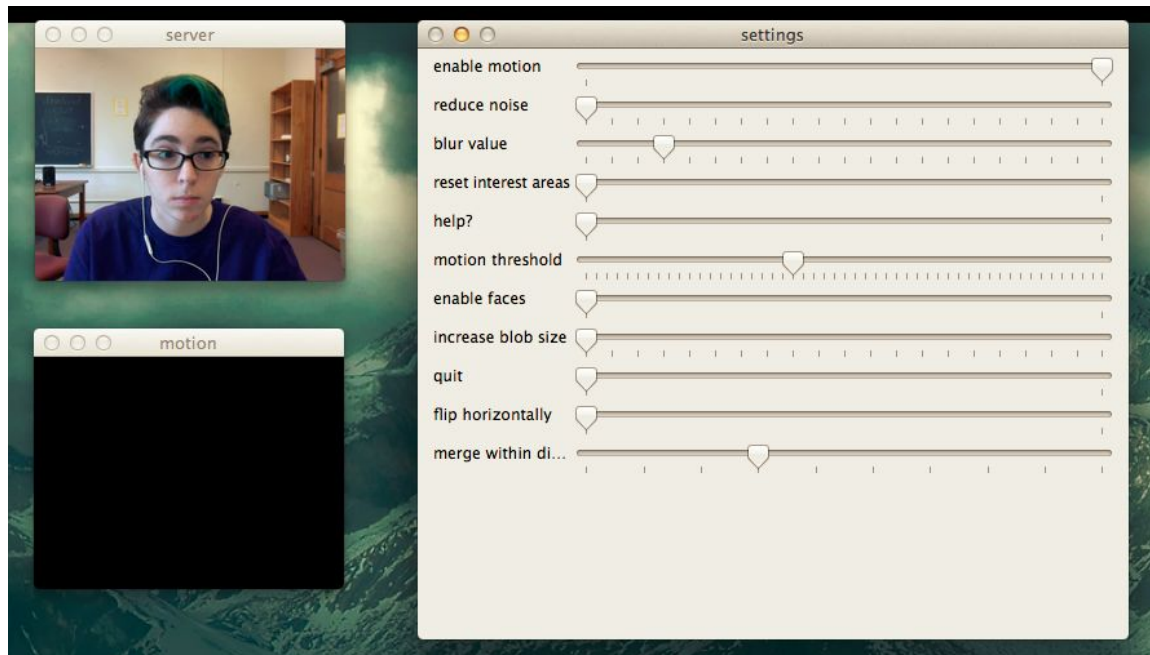 server
settings
enable motion
reduce noise
blur value
reset interest areas
help?
motion threshold
enable faces
increase blob size
motion
quit
flip horizontally
merge within di...